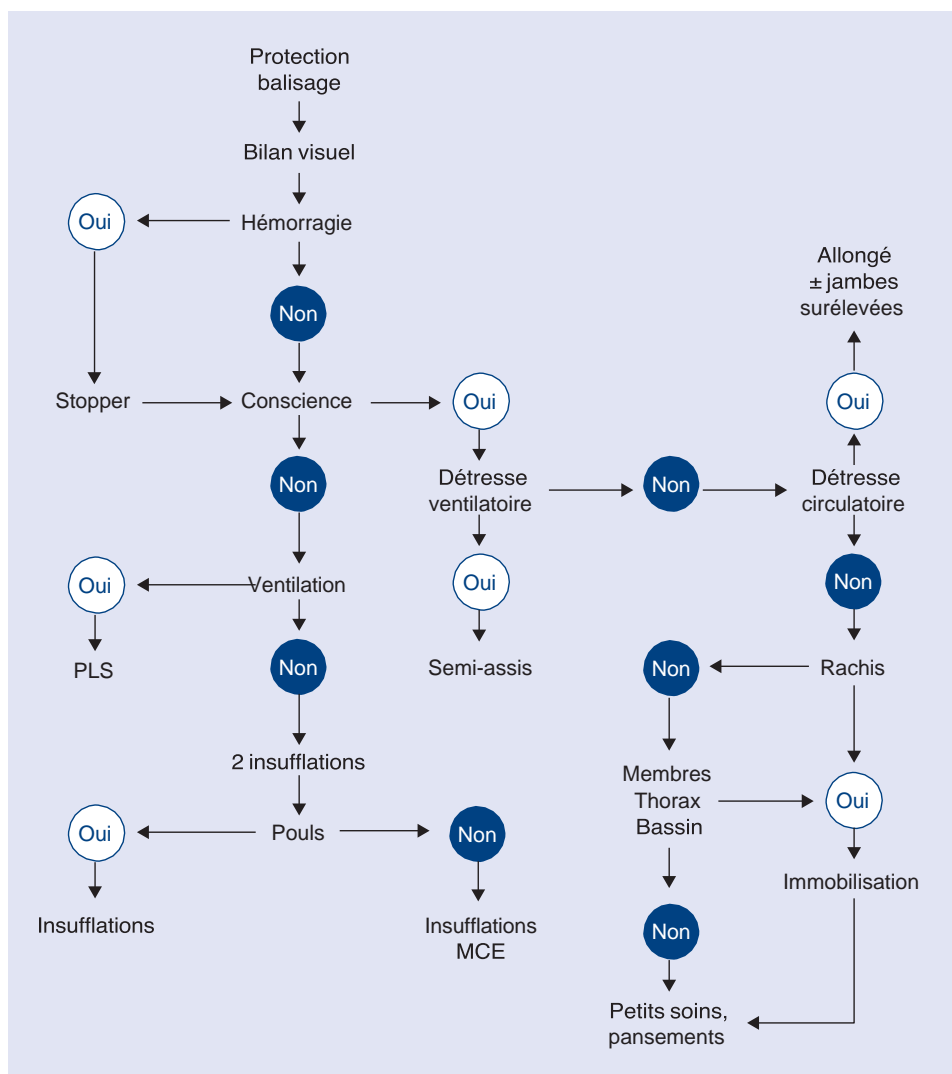 Protection
balisage
Bilan visuel
Oui
Hémorragie
Non
Allongé
± jambes
surélevées
Stopper
Conscience
Oui
Oui
Non
Détresse
ventilatoire
Non
Détresse
circulatoire
Oui
Ventilation
Oui
Non
PLS
Non
Semi-assis
Non
Rachis
2 insufflations
Membres
Thorax
Bassin
Oui
Oui
Pouls
Non
Immobilisation
Insufflations
Insufflations
MCE
Non
Petits soins,
pansements